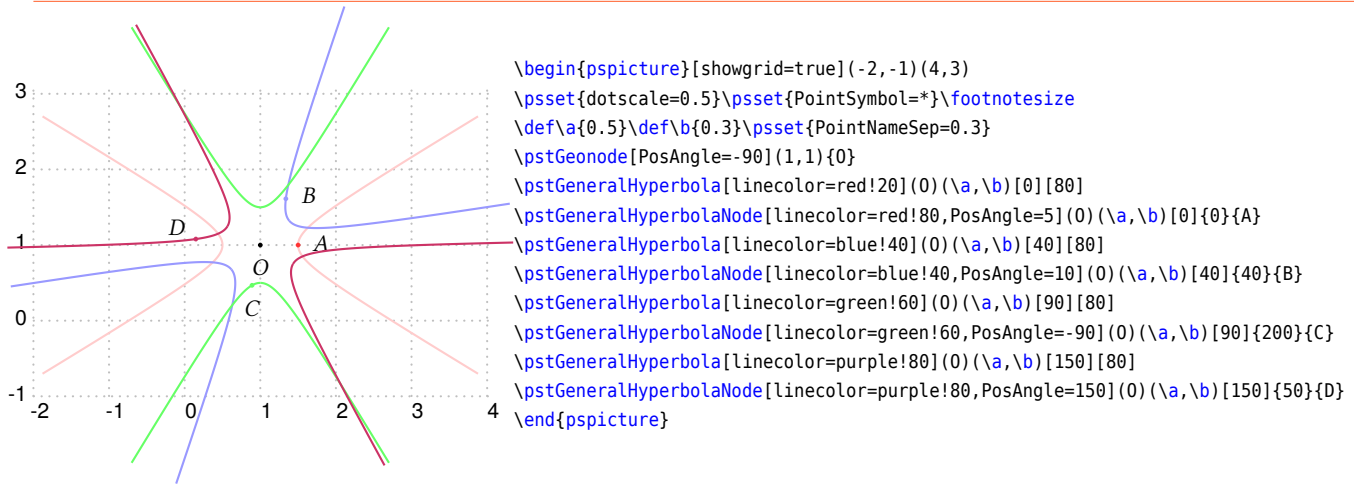 3
2
1
0
-1
-2 -1 0 1 2 3 4
A
B
C
D
O
\begin{pspicture}[showgrid=true](-2,-1)(4,3)
\psset{dotscale=0.5}\psset{PointSymbol=*}\footnotesize
\def\a{0.5}\def\b{0.3}\psset{PointNameSep=0.3}
\pstGeonode[PosAngle=-90](1,1){O}
\pstGeneralHyperbola[linecolor=red!20](O)(\a,\b)[0][80]
\pstGeneralHyperbolaNode[linecolor=red!80,PosAngle=5](O)(\a,\b)[0]{0}{A}
\pstGeneralHyperbola[linecolor=blue!40](O)(\a,\b)[40][80]
\pstGeneralHyperbolaNode[linecolor=blue!40,PosAngle=10](O)(\a,\b)[40]{40}{B}
\pstGeneralHyperbola[linecolor=green!60](O)(\a,\b)[90][80]
\pstGeneralHyperbolaNode[linecolor=green!60,PosAngle=-90](O)(\a,\b)[90]{200}{C}
\pstGeneralHyperbola[linecolor=purple!80](O)(\a,\b)[150][80]
\pstGeneralHyperbolaNode[linecolor=purple!80,PosAngle=150](O)(\a,\b)[150]{50}{D}
\end{pspicture}